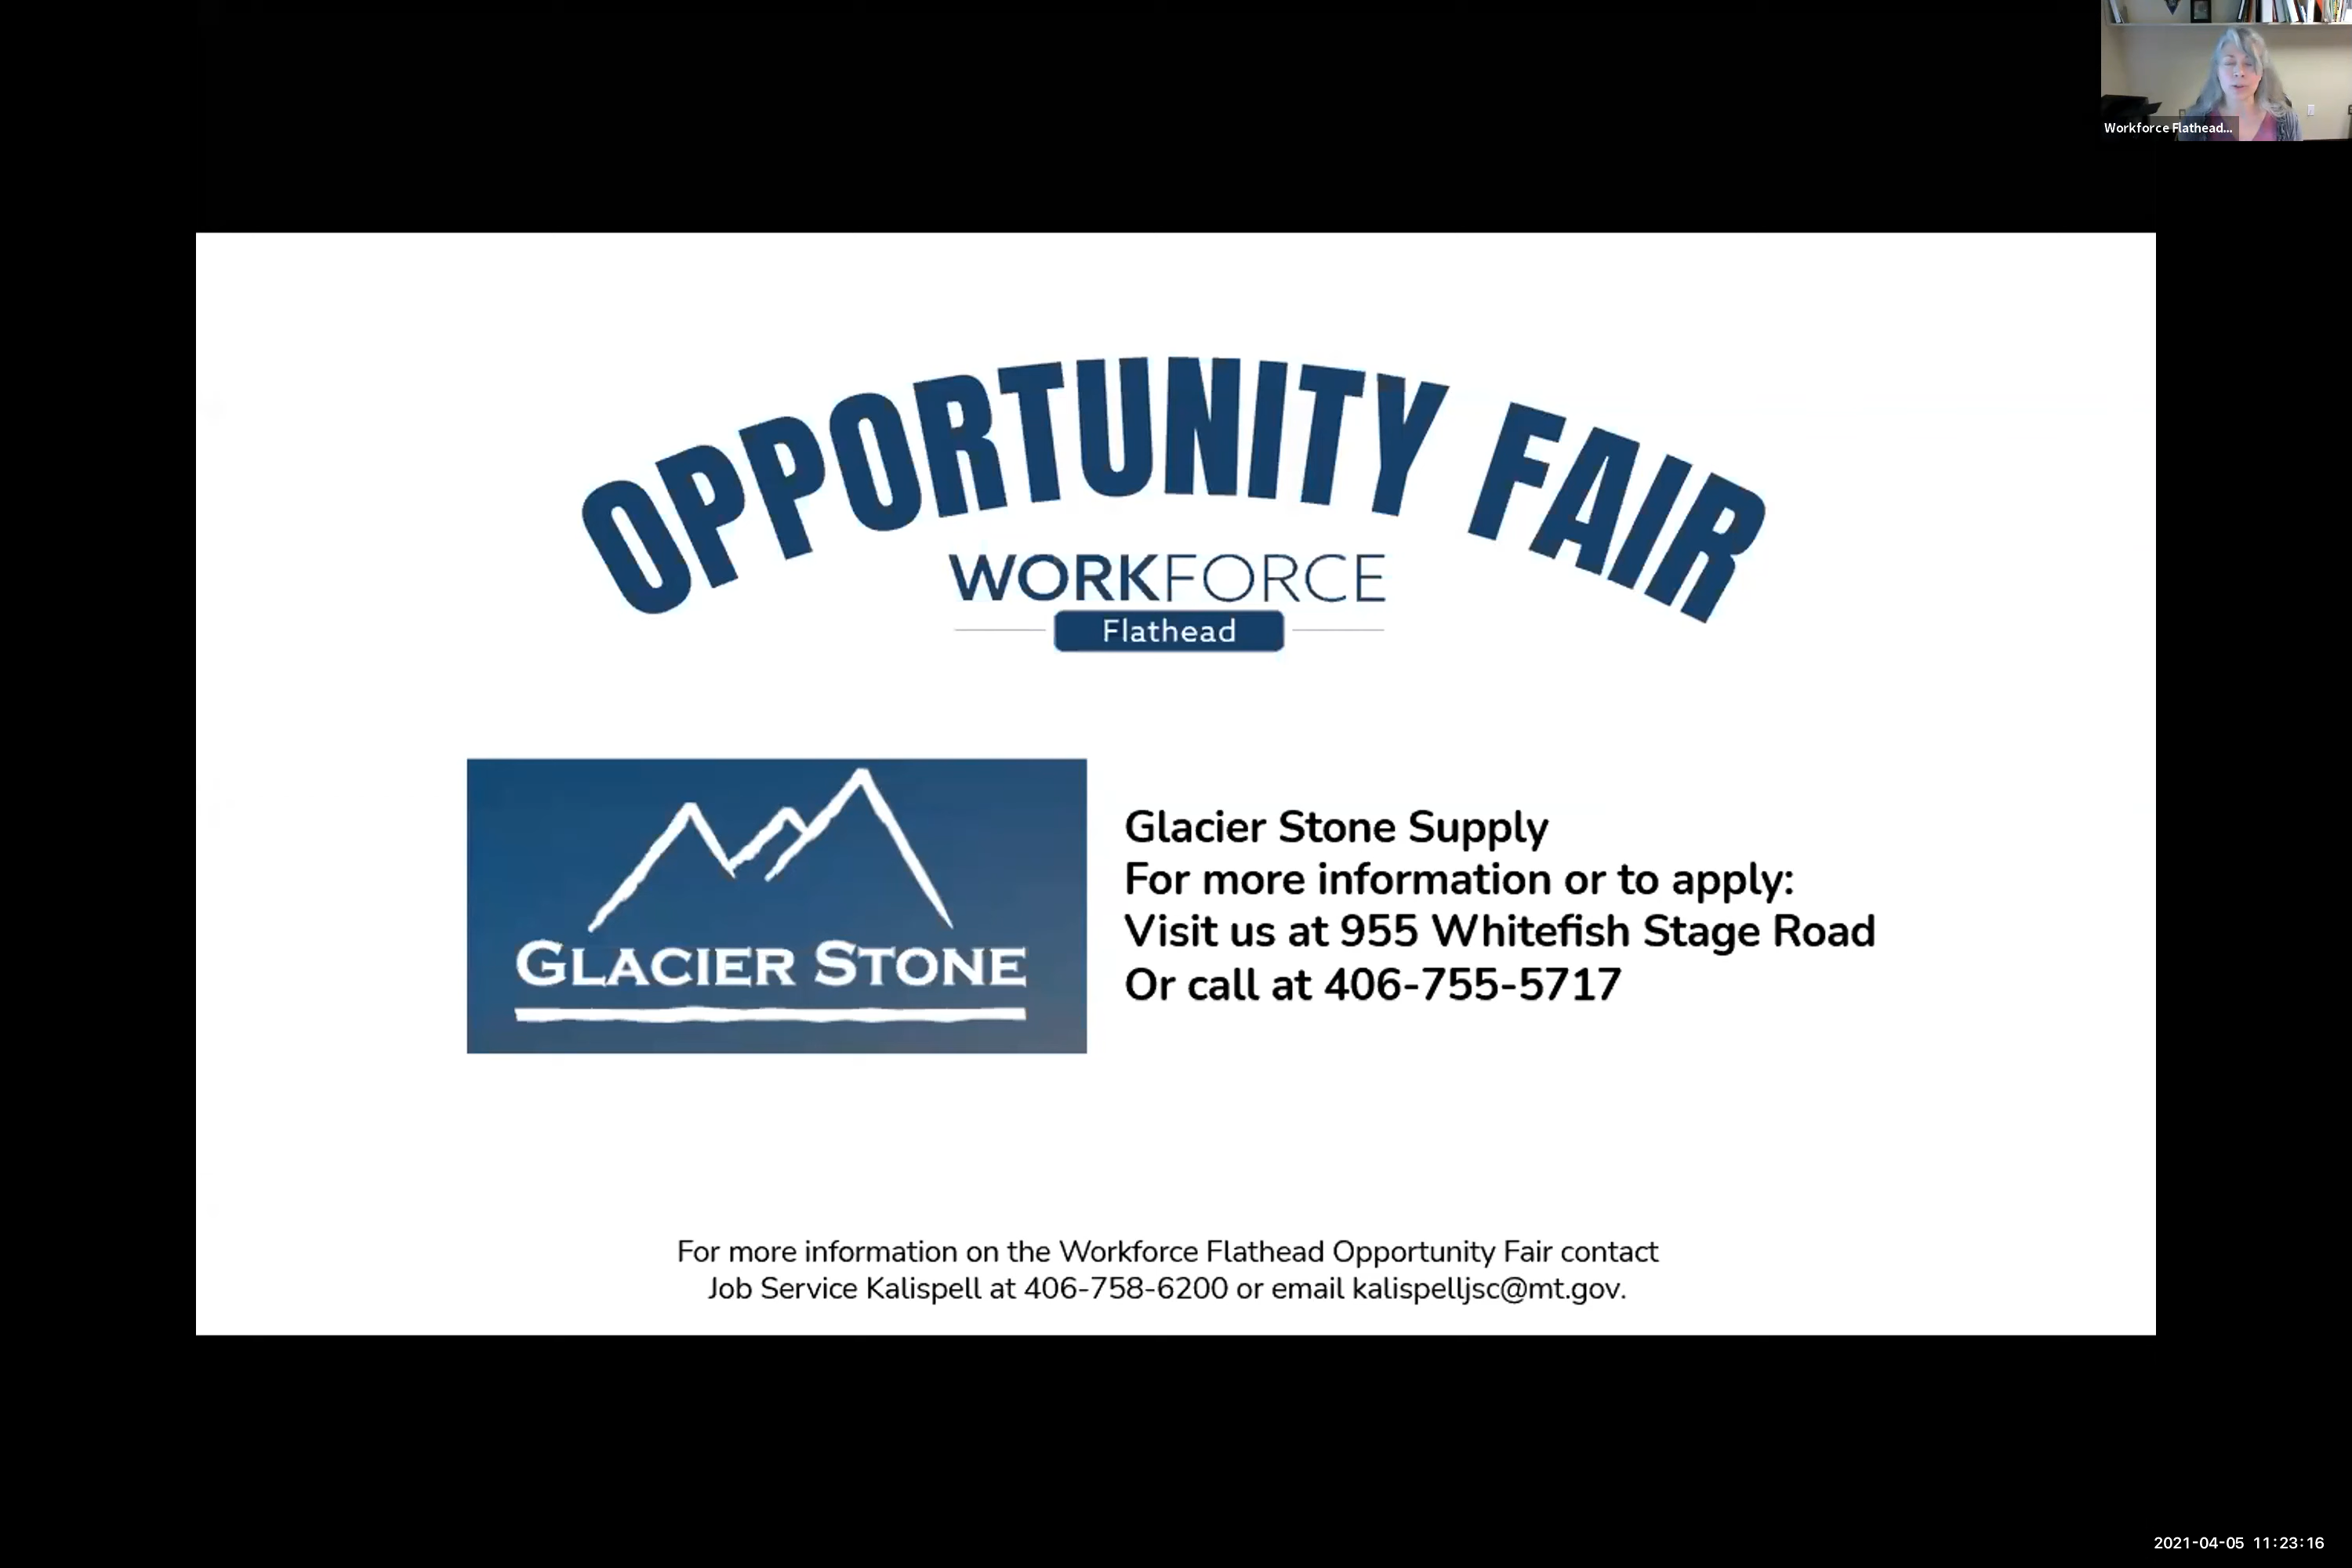 Workforce Flathead...
OPPORTUNITY FAIR
WORKFORCE
Flathead
GLACIER STONE
Glacier Stone Supply
For more information or to apply:
Visit us at 955 Whitefish Stage Road
Or call at 406-755-5717
For more information on the Workforce Flathead Opportunity Fair contact
Job Service Kalispell at 406-758-6200 or email kalispelljsc@mt.gov.
2021-04-05 11:23:16